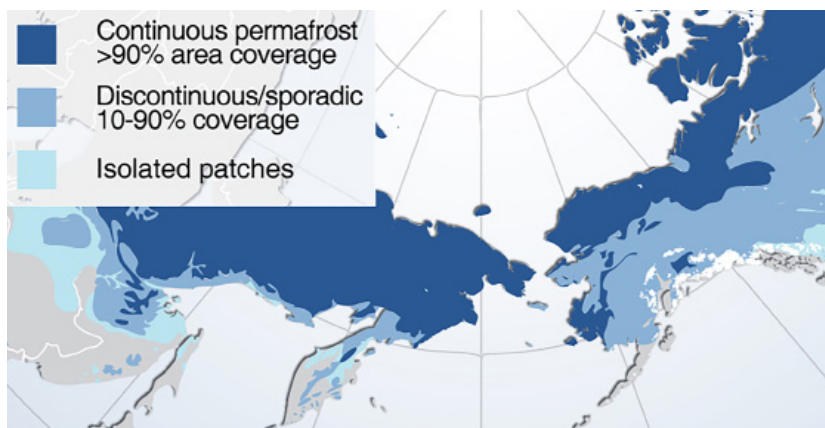 Continuous permafrost
>90% area coverage
Discontinuous/sporadic
10-90% coverage
Isolated patches